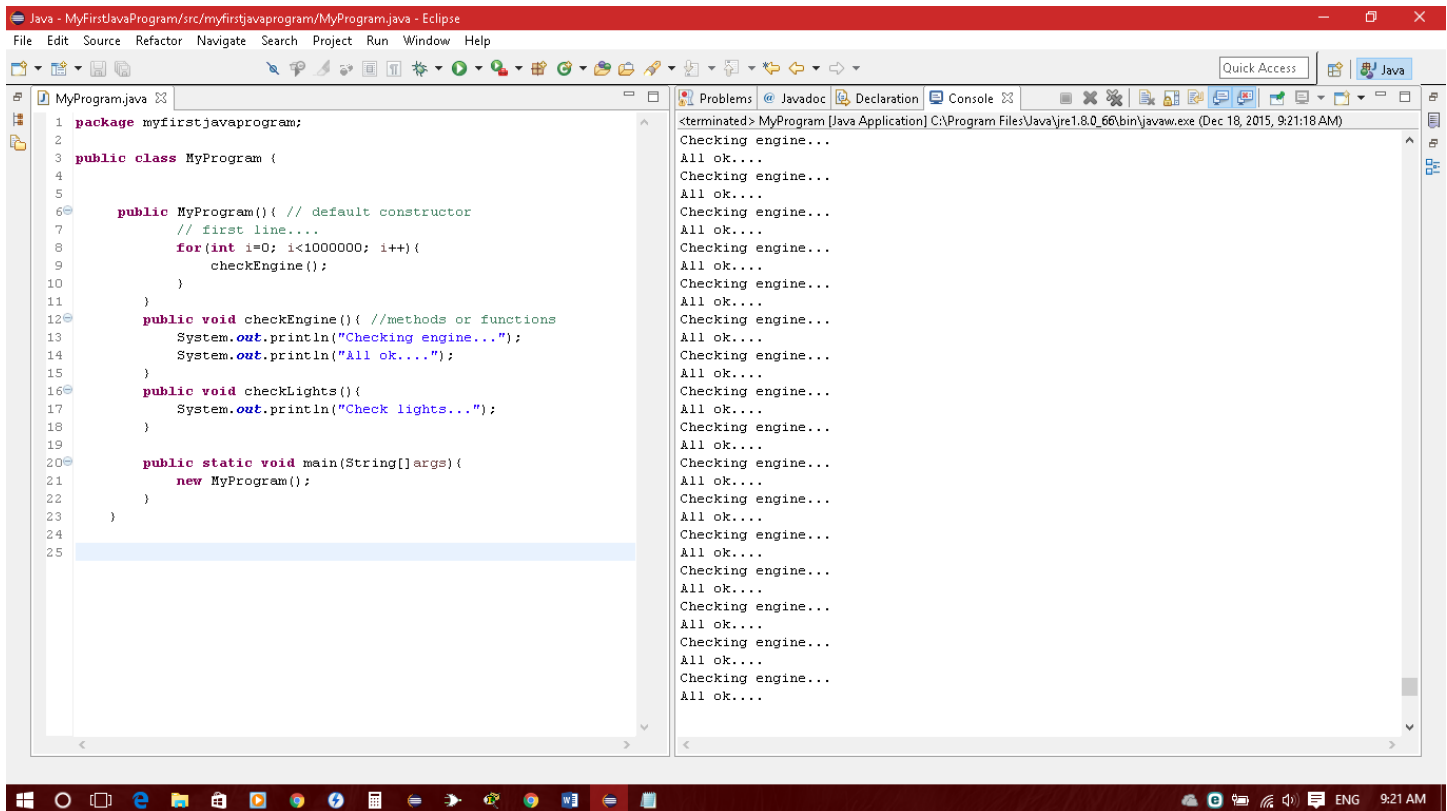 Java - MyFirstJavaProgram/src/myfirstjavaprogram/MyProgram.java - Eclipse
File Edit Source Refactor Navigate Search Project Run Window Help
Quick Access
Java
MyProgram.java
1 package myfirstjavaprogram;
2
3 public class MyProgram {
4
5
6 public MyProgram(){ // default constructor
7 // first line....
8 for(int i=0; i<1000000; i++){
9 checkEngine();
10 }
11 }
12 public void checkEngine(){ //methods or functions
13 System.out.println("Checking engine...");
14 System.out.println("All ok....");
15 }
16 public void checkLights(){
17 System.out.println("Check lights...");
18 }
19
20 public static void main(String[]args){
21 new MyProgram();
22 }
23 }
24
25
Problems @ Javadoc Declaration Console
<terminated> MyProgram [Java Application] C:\Program Files\Java\jre1.8.0_66\bin\javaw.exe (Dec 18, 2015, 9:21:18 AM)
Checking engine...
All ok....
Checking engine...
All ok....
Checking engine...
All ok....
Checking engine...
All ok....
Checking engine...
All ok....
Checking engine...
All ok....
Checking engine...
All ok....
Checking engine...
All ok....
Checking engine...
All ok....
Checking engine...
All ok....
Checking engine...
All ok....
Checking engine...
All ok....
Checking engine...
All ok....
Checking engine...
All ok....
Checking engine...
All ok....
Checking engine...
All ok....
ENG 9:21 AM